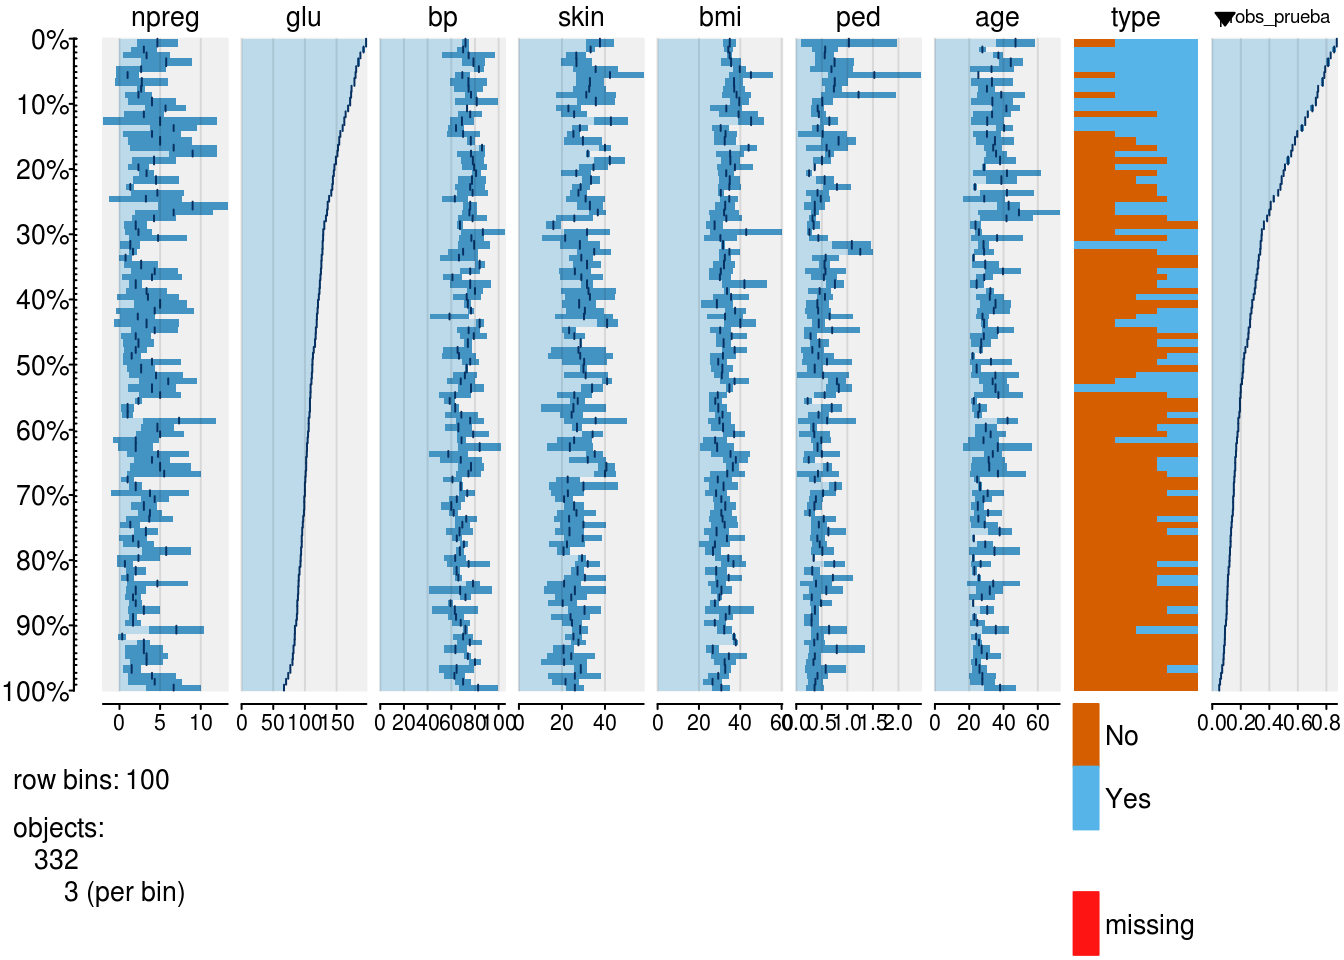 npreg glu bp skin bmi ped age type probs_prueba
0%
10%
20%
30%
40%
50%
60%
70%
80%
90%
100%
0 5 10 0 50 100 150 0 20 40 60 80 100 0 20 40 0 20 40 60 0.0 0.5 1.0 1.5 2.0 0 20 40 60 0.0 0.2 0.4 0.6 0.8
No
row bins: 100
Yes
objects:
332
3 (per bin)
missing